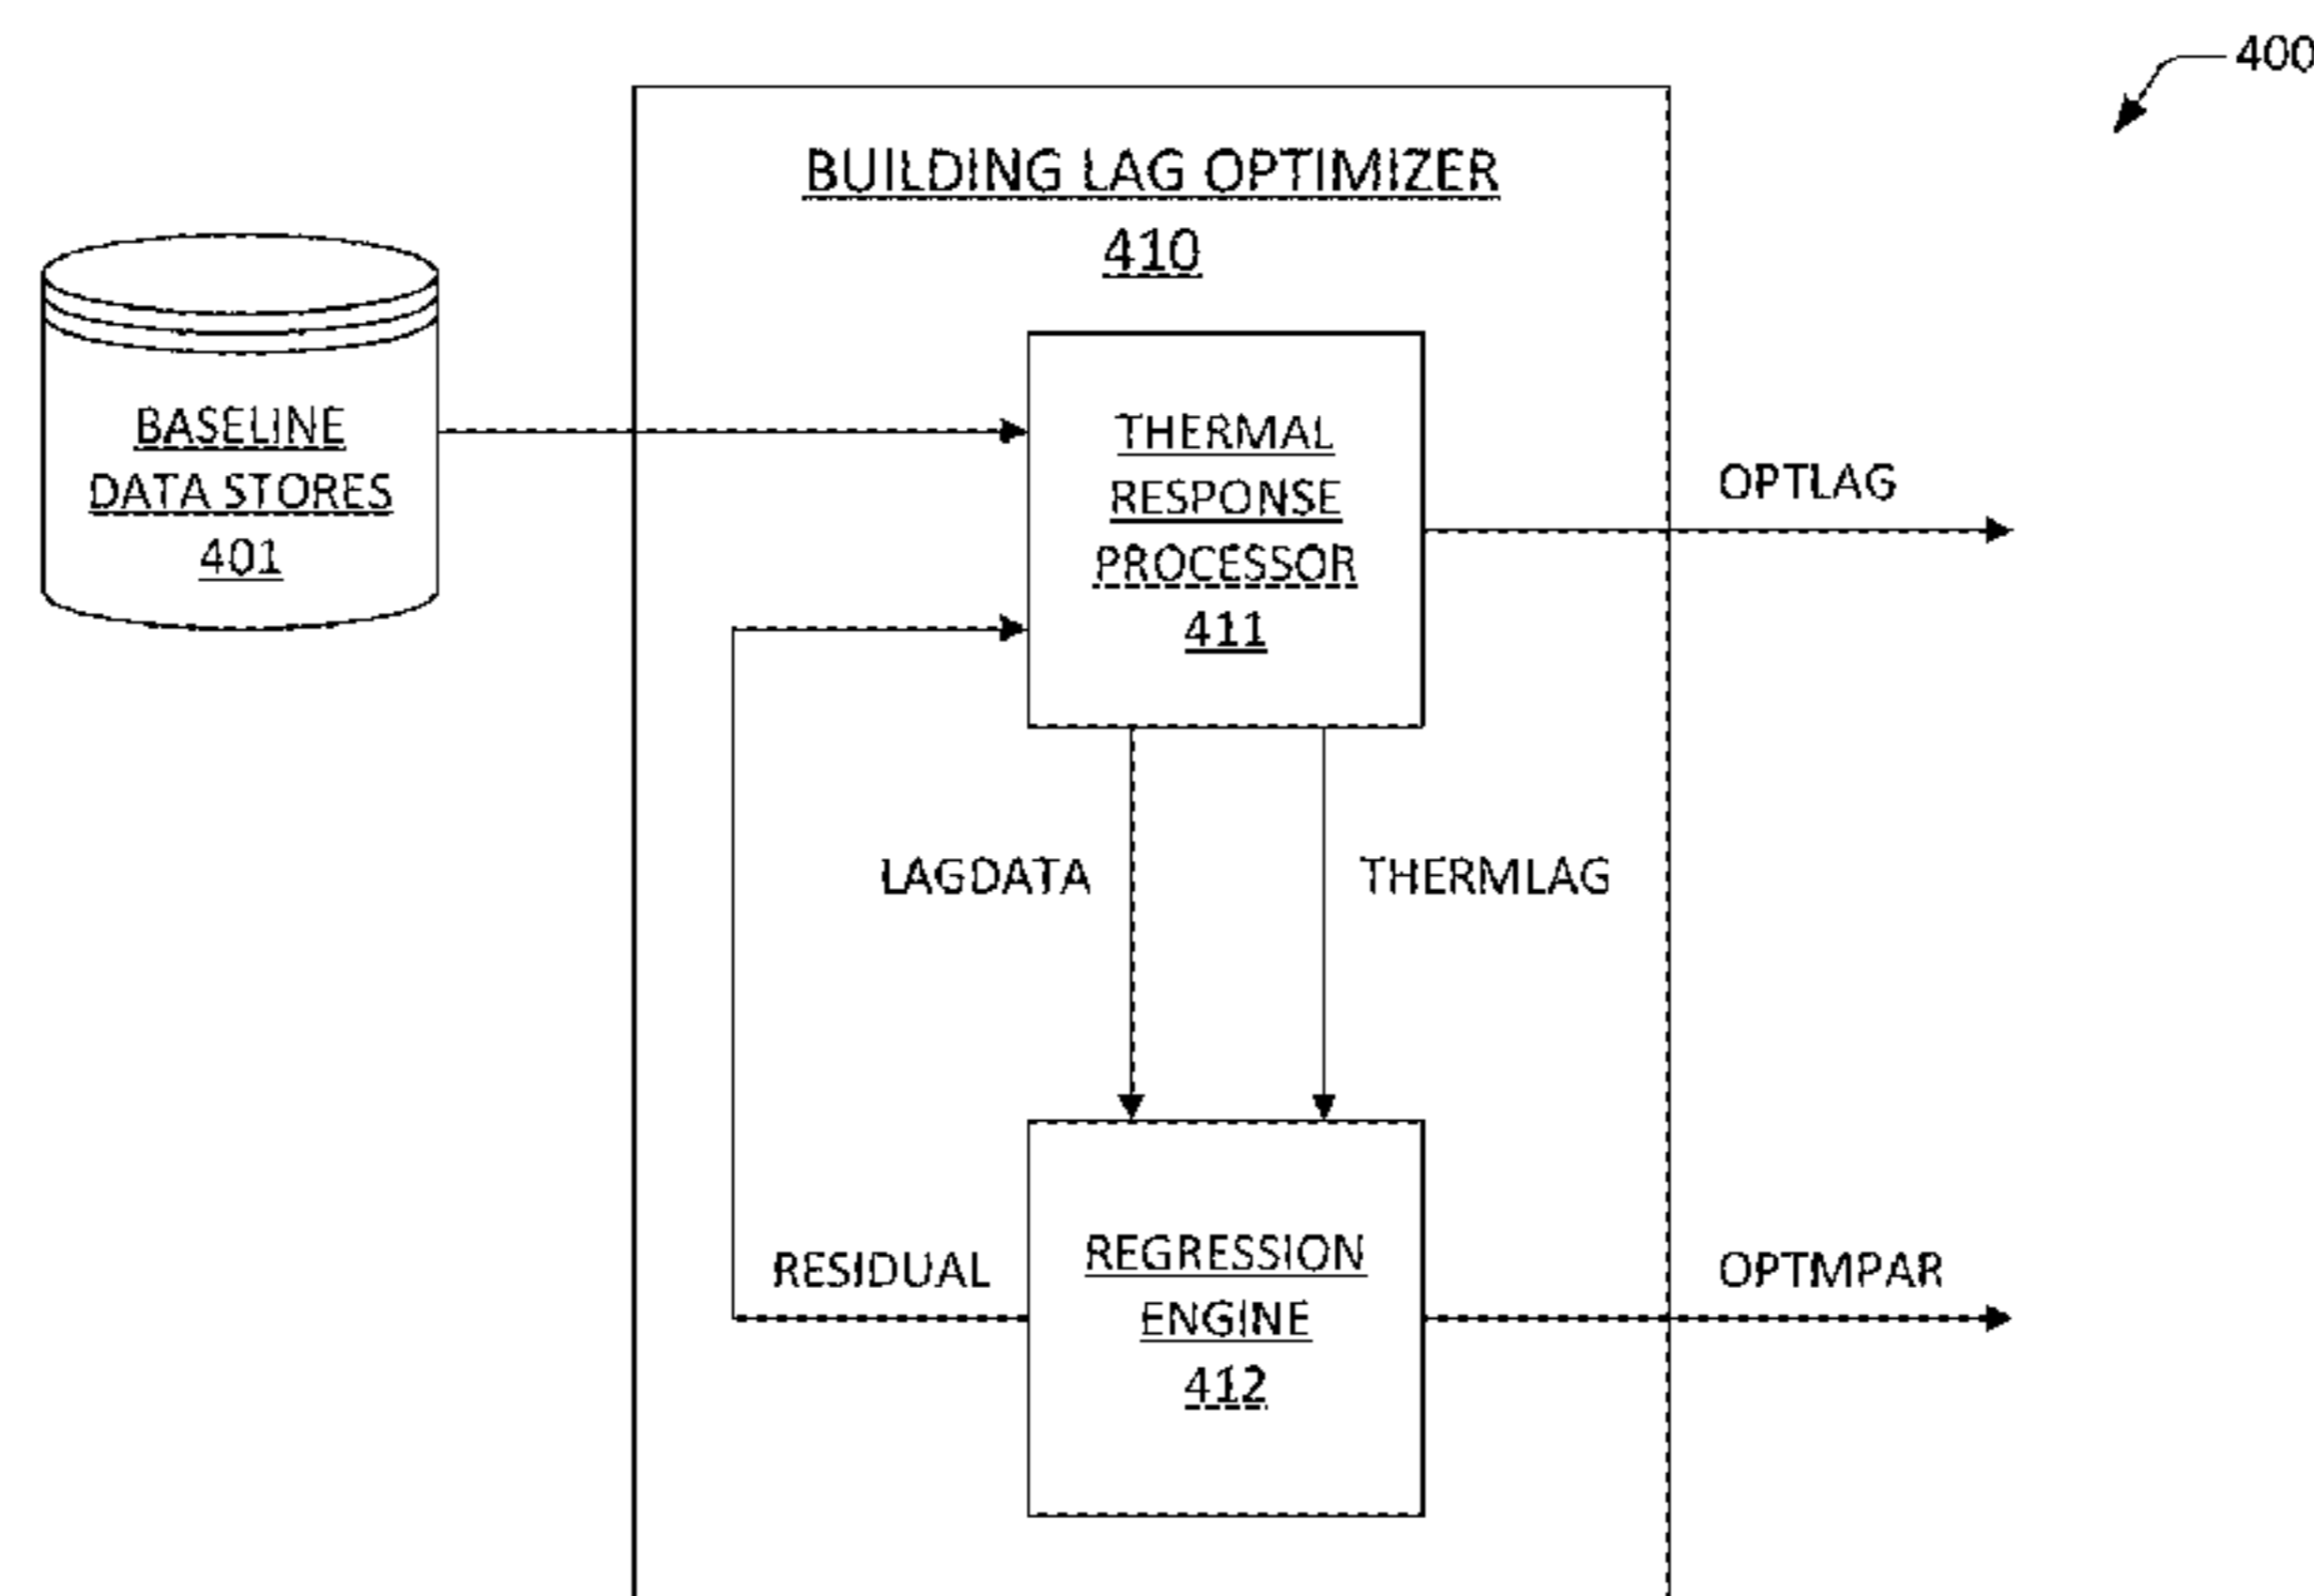 400
BUILDING LAG OPTIMIZER
410
BASELINE
DATA STORES
401
THERMAL
RESPONSE
PROCESSOR
411
OPTLAG
LAGDATA
THERMLAG
RESIDUAL
REGRESSION
ENGINE
412
OPTMPAR